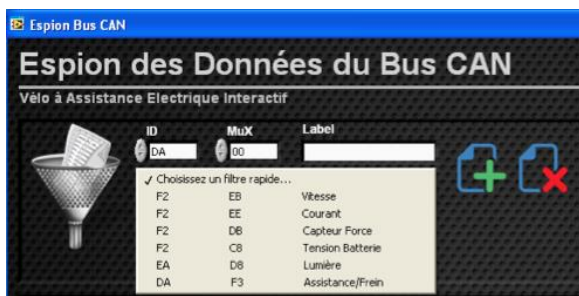 Espion Bus CAN
Espion des Données du Bus CAN
Vélo à Assistance Electrique Interactif
ID MuX Label
DA 00
✓ Choisissez un filtre rapide...
F2 EB Vitesse
F2 EE Courant
F2 DB Capteur Force
F2 C8 Tension Batterie
EA D8 Lumière
DA F3 Assistance/Frein